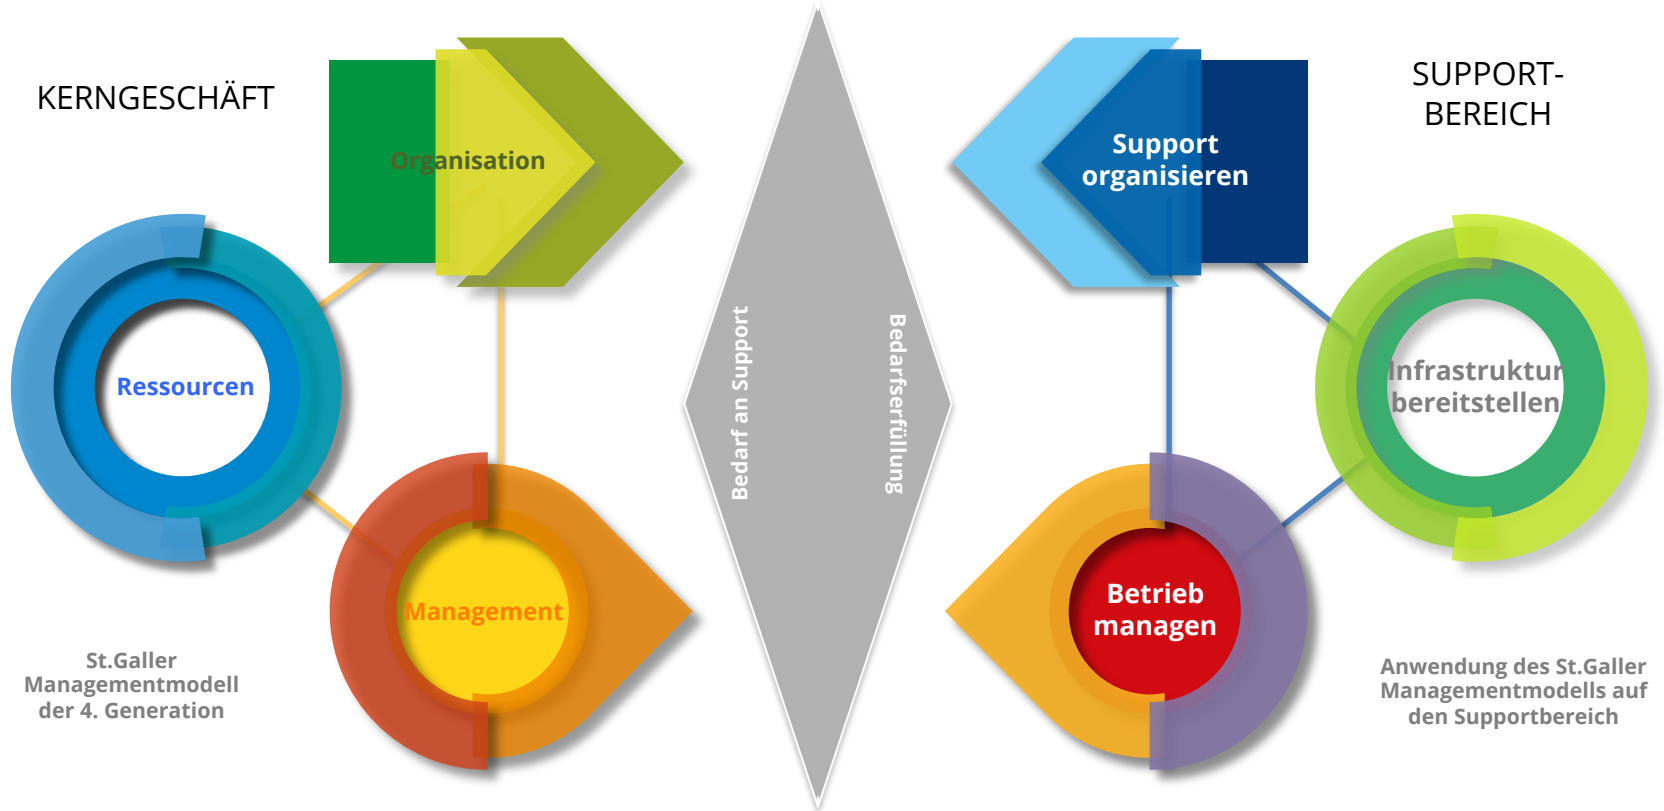 KERNGESCHÄFT
Organisation
Ressourcen
Management
St.Galler
Managementmodell
der 4. Generation
Bedarf an Support
Bedarfserfüllung
SUPPORT-
BEREICH
Support
organisieren
Infrastruktur
bereitstellen
Betrieb
managen
Anwendung des St.Galler
Managementmodells auf
den Supportbereich